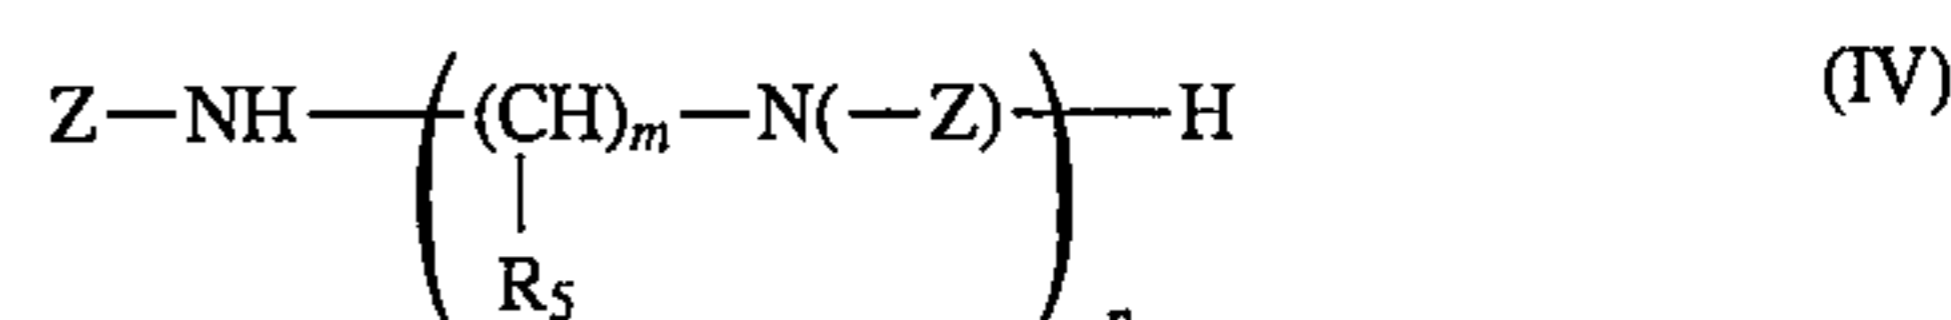 Z—NH—( (CH)m—N(—Z) )—H (IV)
R5